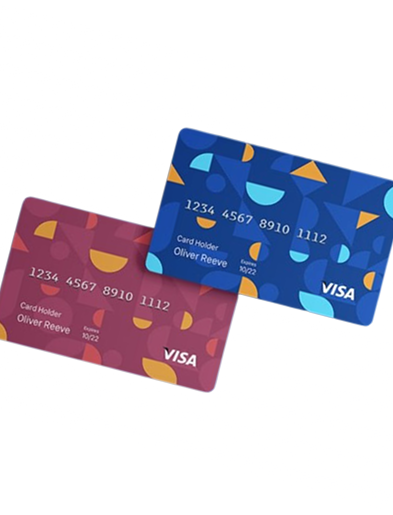 1234 4567 8910 1112
Card Holder
Oliver Reeve
Expires
10/22
VISA
1234 4567 8910 1112
Card Holder
Oliver Reeve
Expires
10/22
VISA